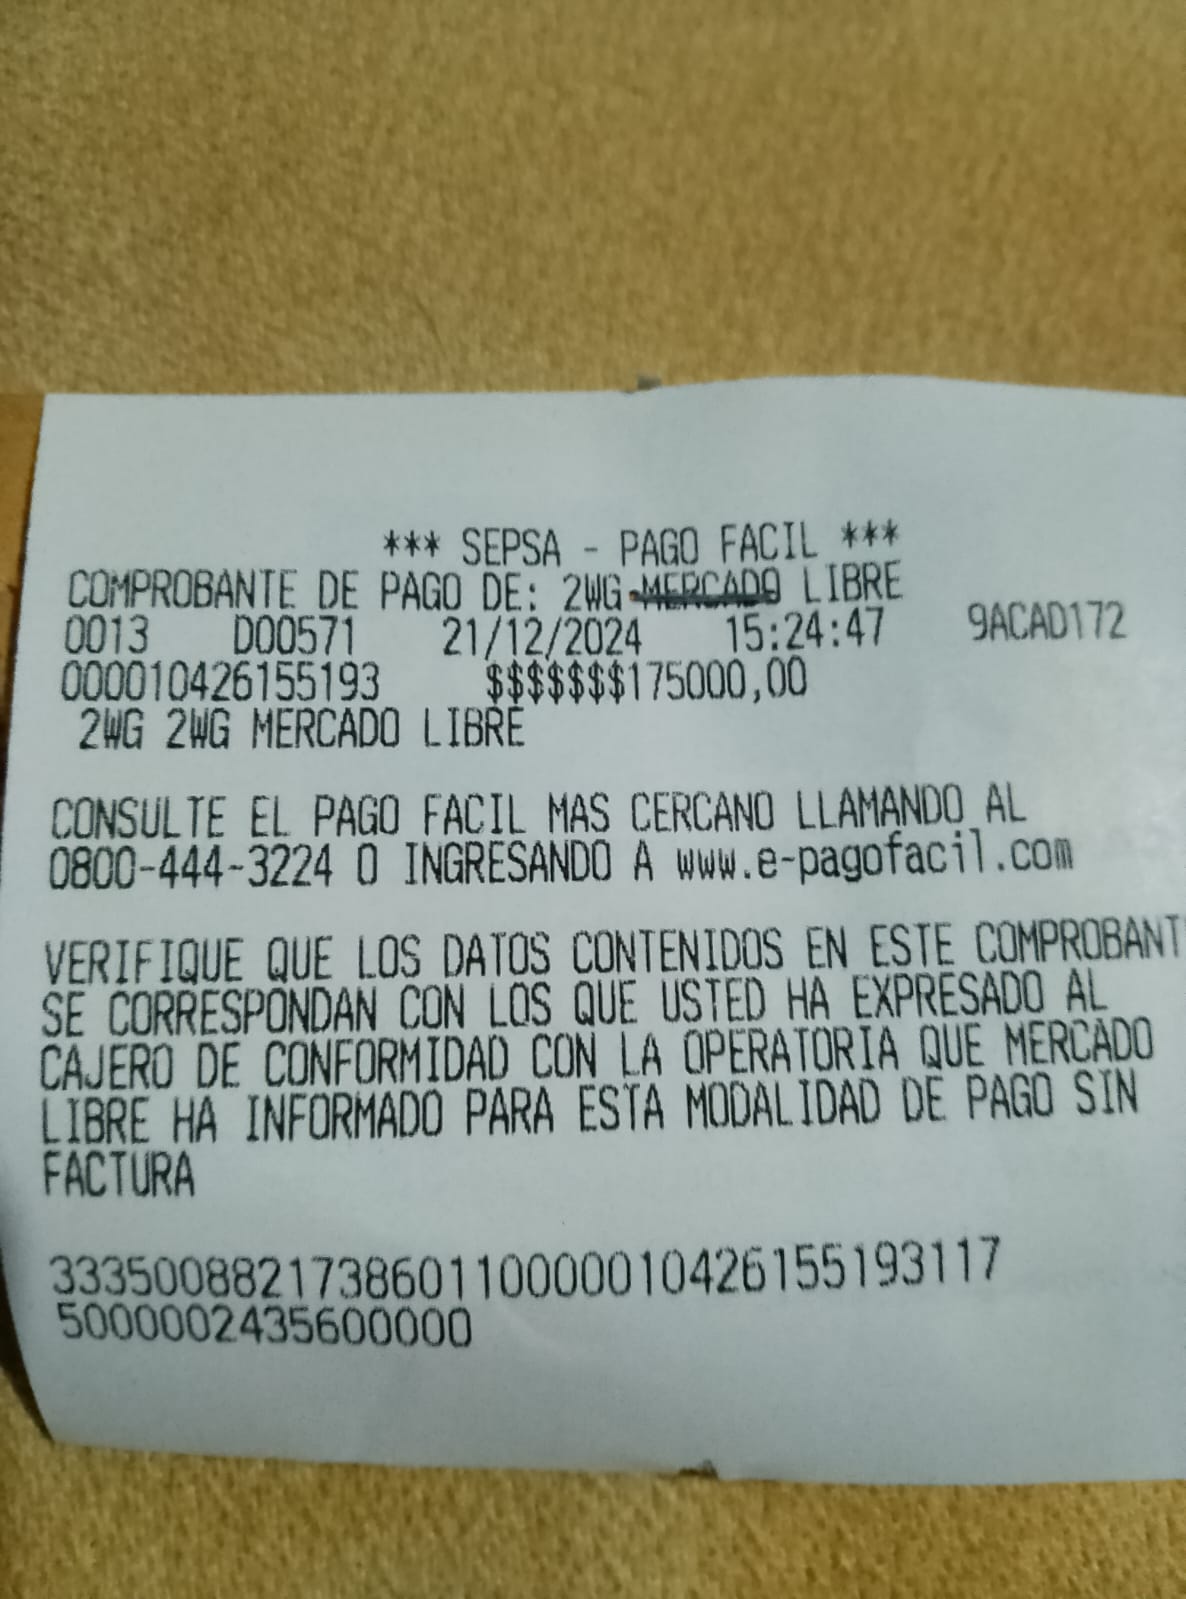 *** SEPSA - PAGO FACIL ***
COMPROBANTE DE PAGO DE: 2WG-MERCADO LIBRE
0013 D00571 21/12/2024 15:24:47 9ACAD172
000010426155193 $$$$$$$175000,00
2WG 2WG MERCADO LIBRE
CONSULTE EL PAGO FACIL MAS CERCANO LLAMANDO AL
0800-444-3224 O INGRESANDO A www.e-pagofacil.com
VERIFIQUE QUE LOS DATOS CONTENIDOS EN ESTE COMPROBANT
SE CORRESPONDAN CON LOS QUE USTED HA EXPRESADO AL
CAJERO DE CONFORMIDAD CON LA OPERATORIA QUE MERCADO
LIBRE HA INFORMADO PARA ESTA MODALIDAD DE PAGO SIN
FACTURA
333500882173860110000010426155193117
5000002435600000